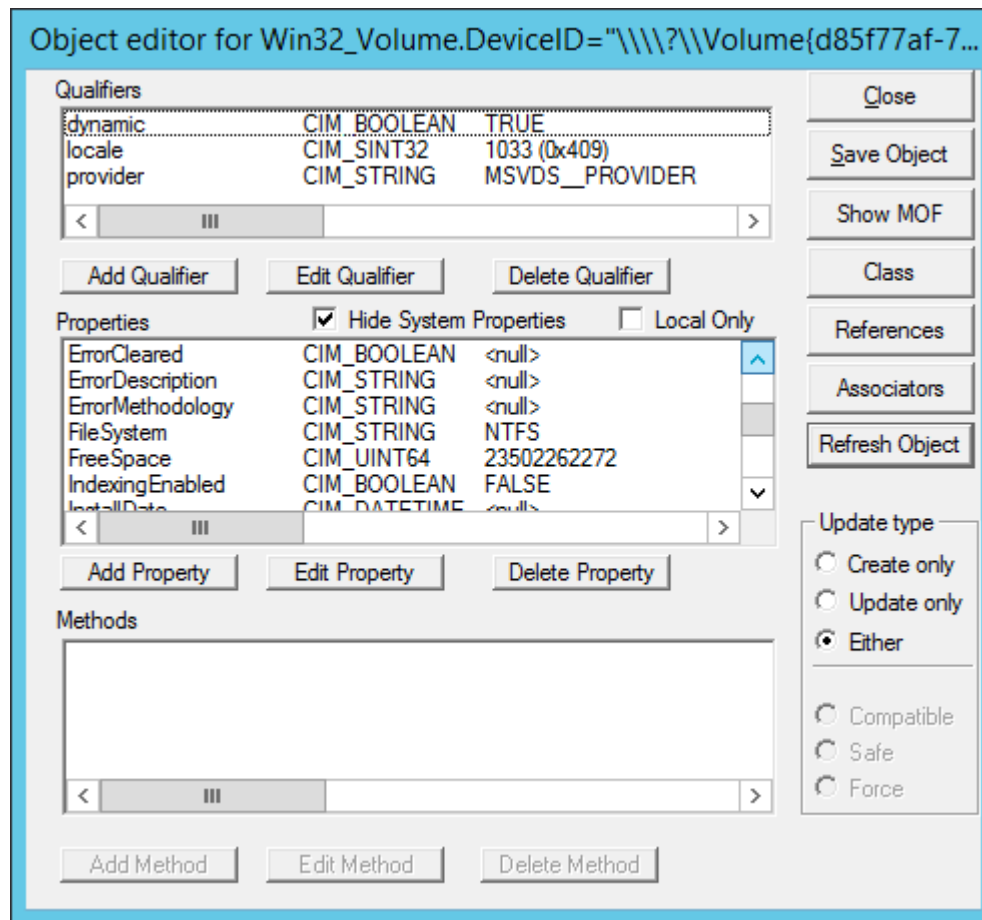 Object editor for Win32_Volume.DeviceID="\\\\?\\Volume{d85f77af-7...
Qualifiers
dynamic CIM_BOOLEAN TRUE
locale CIM_SINT32 1033 (0x409)
provider CIM_STRING MSVDS__PROVIDER
Add Qualifier Edit Qualifier Delete Qualifier
Properties Hide System Properties Local Only
ErrorCleared CIM_BOOLEAN <null>
ErrorDescription CIM_STRING <null>
ErrorMethodology CIM_STRING <null>
FileSystem CIM_STRING NTFS
FreeSpace CIM_UINT64 23502262272
IndexingEnabled CIM_BOOLEAN FALSE
InstallDate CIM_DATETIME <null>
Add Property Edit Property Delete Property
Methods
Add Method Edit Method Delete Method
Close
Save Object
Show MOF
Class
References
Associators
Refresh Object
Update type
Create only
Update only
Either
Compatible
Safe
Force